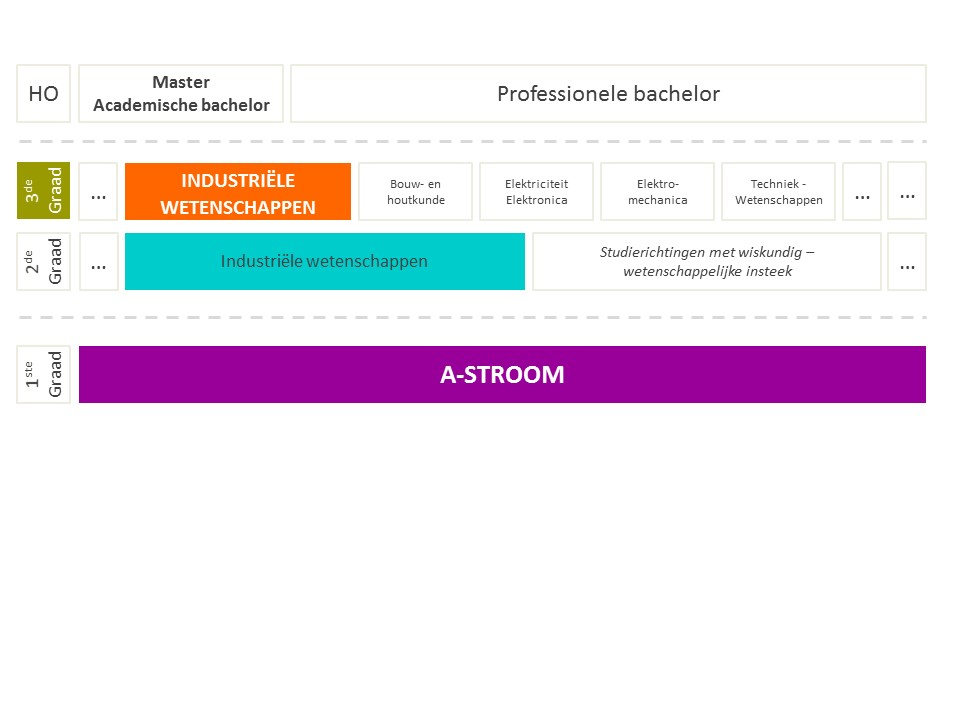 HO
Master
Academische bachelor
Professionele bachelor
3de
Graad
...
INDUSTRIËLE
WETENSCHAPPEN
Bouw- en
houtkunde
Elektriciteit
Elektronica
Elektro-
mechanica
Techniek -
Wetenschappen
...
...
2de
Graad
...
Industriële wetenschappen
Studierichtingen met wiskundig –
wetenschappelijke insteek
...
1ste
Graad
A-STROOM